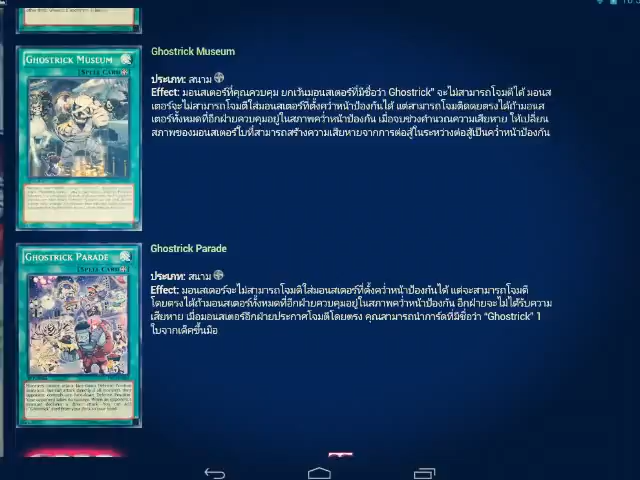 10:5
GHOSTRICK MUSEUM
[SPELL CARD]
Ghostrick Museum
ประเภท: สนาม
Effect: มอนสเตอร์ที่คุณควบคุม ยกเว้นมอนสเตอร์ที่มีชื่อว่า Ghostrick" จะไม่สามารถโจมตีได้ มอนส
เตอร์จะไม่สามารถโจมตีใส่มอนสเตอร์ที่ตั้งคว่ำหน้าป้องกันได้ แต่สามารถโจมตีตยตรงได้ถ้ามอนส
เตอร์ทั้งหมดที่อีกฝ่ายควบคุมอยู่ในสภาพคว่ำหน้าป้องกัน เมื่อจบช่วงคำนวณความเสียหาย ให้เปลี่ยน
สภาพของมอนสเตอร์ใบที่สามารถสร้างความเสียหายจากการต่อสู้ในระหว่างต่อสู้เป็นคว่ำหน้าป้องกัน
GHOSTRICK PARADE
[SPELL CARD]
Ghostrick Parade
ประเภท: สนาม
Effect: มอนสเตอร์จะไม่สามารถโจมตีใส่มอนสเตอร์ที่ตั้งคว่ำหน้าป้องกันได้ แต่จะสามารถโจมตี
โดยตรงได้ถ้ามอนสเตอร์ทั้งหมดที่อีกฝ่ายควบคุมอยู่ในสภาพคว่ำหน้าป้องกัน อีกฝ่ายจะไม่ได้รับความ
เสียหาย เมื่อมอนสเตอร์อีกฝ่ายประกาศโจมตีโดยตรง คุณสามารถนำการ์ดที่มีชื่อว่า "Ghostrick" 1
ใบจากเด็คขึ้นมือ